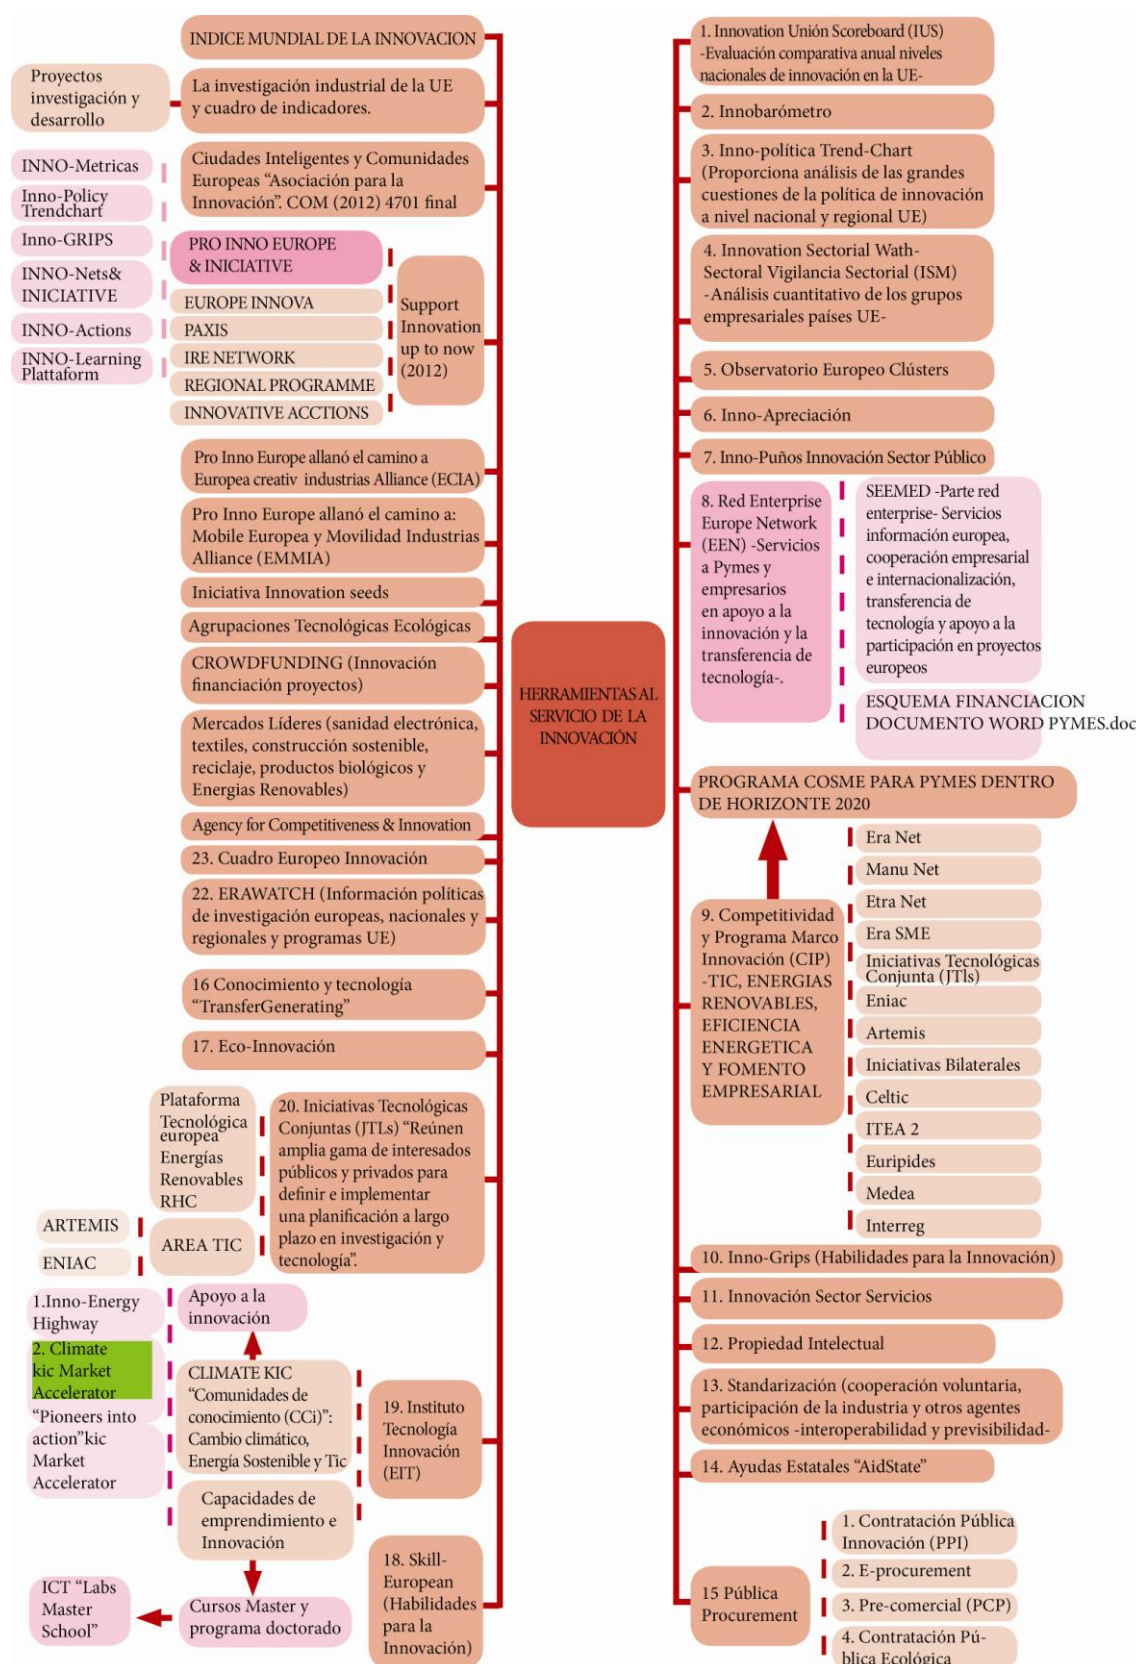 INDICE MUNDIAL DE LA INNOVACION
Proyectos
investigación y
desarrollo
La investigación industrial de la UE
y cuadro de indicadores.
INNO-Metricas
Inno-Policy
Trendchart
Inno-GRIPS
INNO-Nets&
INICIATIVE
INNO-Actions
INNO-Learning
Plattaform
Ciudades Inteligentes y Comunidades
Europeas “Asociación para la
Innovación”. COM (2012) 4701 final
PRO INNO EUROPE
& INICIATIVE
EUROPE INNOVA
PAXIS
IRE NETWORK
REGIONAL PROGRAMME
INNOVATIVE ACCTIONS
Support
Innovation
up to now
(2012)
Pro Inno Europe allanó el camino a
Europea creativ industrias Alliance (ECIA)
Pro Inno Europe allanó el camino a:
Mobile Europea y Movilidad Industrias
Alliance (EMMIA)
Iniciativa Innovation seeds
Agrupaciones Tecnológicas Ecológicas
CROWDFUNDING (Innovación
financiación proyectos)
Mercados Líderes (sanidad electrónica,
textiles, construcción sostenible,
reciclaje, productos biológicos y
Energias Renovables)
Agency for Competitiveness & Innovation
23. Cuadro Europeo Innovación
22. ERAWATCH (Información políticas
de investigación europeas, nacionales y
regionales y programas UE)
16 Conocimiento y tecnología
“TransferGenerating”
17. Eco-Innovación
Plataforma
Tecnológica
europea
Energías
Renovables
RHC
ARTEMIS
ENIAC
AREA TIC
20. Iniciativas Tecnológicas
Conjuntas (JTLs) “Reúnen
amplia gama de interesados
públicos y privados para
definir e implementar
una planificación a largo
plazo en investigación y
tecnología”.
1.Inno-Energy
Highway
2. Climate
kic Market
Accelerator
“Pioneers into
action”kic
Market
Accelerator
Apoyo a la
innovación
CLIMATE KIC
“Comunidades de
conocimiento (CCi)”:
Cambio climático,
Energía Sostenible y Tic
Capacidades de
emprendimiento e
Innovación
19. Instituto
Tecnología
Innovación
(EIT)
ICT “Labs
Master
School”
Cursos Master y
programa doctorado
18. Skill-
European
(Habilidades
para la
Innovación)
HERRAMIENTAS AL
SERVICIO DE LA
INNOVACIÓN
1. Innovation Unión Scoreboard (IUS)
-Evaluación comparativa anual niveles
nacionales de innovación en la UE-
2. Innobarómetro
3. Inno-política Trend-Chart
(Proporciona análisis de las grandes
cuestiones de la política de innovación
a nivel nacional y regional UE)
4. Innovation Sectorial Wath-
Sectoral Vigilancia Sectorial (ISM)
-Análisis cuantitativo de los grupos
empresariales países UE-
5. Observatorio Europeo Clústers
6. Inno-Apreciación
7. Inno-Puños Innovación Sector Público
8. Red Enterprise
Europe Network
(EEN) -Servicios
a Pymes y
empresarios
en apoyo a la
innovación y la
transferencia de
tecnología-.
SEEMED -Parte red
enterprise- Servicios
información europea,
cooperación empresarial
e internacionalización,
transferencia de
tecnología y apoyo a la
participación en proyectos
europeos
ESQUEMA FINANCIACION
DOCUMENTO WORD PYMES.doc
PROGRAMA COSME PARA PYMES DENTRO
DE HORIZONTE 2020
9. Competitividad
y Programa Marco
Innovación (CIP)
-TIC, ENERGIAS
RENOVABLES,
EFICIENCIA
ENERGETICA
Y FOMENTO
EMPRESARIAL
Era Net
Manu Net
Etra Net
Era SME
Iniciativas Tecnológicas
Conjunta (JTls)
Eniac
Artemis
Iniciativas Bilaterales
Celtic
ITEA 2
Euripides
Medea
Interreg
10. Inno-Grips (Habilidades para la Innovación)
11. Innovación Sector Servicios
12. Propiedad Intelectual
13. Standarización (cooperación voluntaria,
participación de la industria y otros agentes
económicos -interoperabilidad y previsibilidad-
14. Ayudas Estatales “AidState”
15 Pública
Procurement
1. Contratación Pública
Innovación (PPI)
2. E-procurement
3. Pre-comercial (PCP)
4. Contratación Pú-
blica Ecológica